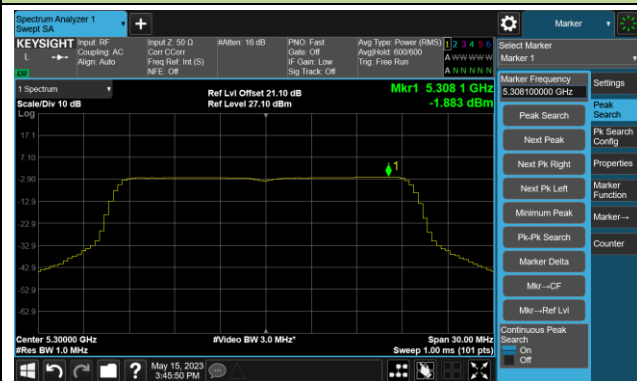 Spectrum Analyzer 1
Swept SA
+
Marker
KEYSIGHT
L
Input: RF
Coupling: AC
Align: Auto
Input Z: 50 Ω
Corr CCorr
Freq Ref: Int (S)
NFE: Off
#Atten: 16 dB
PNO: Fast
Gate: Off
IF Gain: Low
Sig Track: Off
Avg Type: Power (RMS)
Avg|Hold: 600/600
Trig: Free Run
1 2 3 4 5 6
A W W W W W
A N N N N N
Select Marker
Marker 1
1 Spectrum
Scale/Div 10 dB
Log
Ref Lvl Offset 21.10 dB
Ref Level 27.10 dBm
Mkr1 5.308 1 GHz
-1.883 dBm
17.1
7.10
-2.90
-12.9
-22.9
-32.9
-42.9
-52.9
-62.9
1
Center 5.30000 GHz
#Res BW 1.0 MHz
#Video BW 3.0 MHz*
Span 30.00 MHz
Sweep 1.00 ms (101 pts)
Marker Frequency
5.308100000 GHz
Peak Search
Next Peak
Next Pk Right
Next Pk Left
Minimum Peak
Pk-Pk Search
Marker Delta
Mkr→CF
Mkr→Ref Lvl
Continuous Peak
Search
On
Off
Settings
Peak
Search
Pk Search
Config
Properties
Marker
Function
Marker→
Counter
?
May 15, 2023
3:45:50 PM